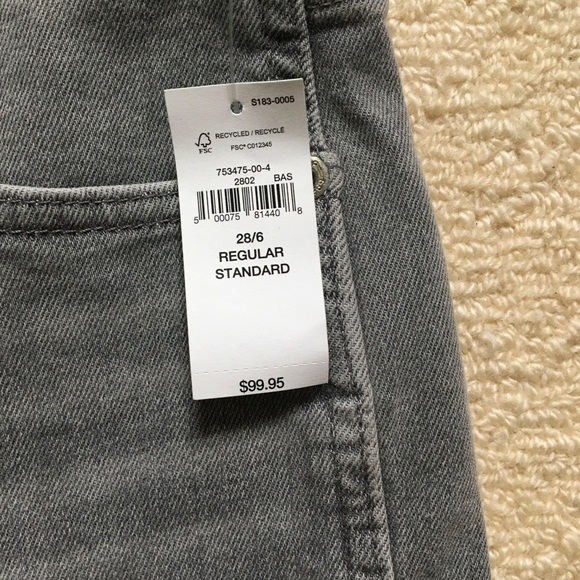 S183-0005
RECYCLED / RECYCLÉ
FSC
FSC® C012345
753475-00-4
2802 BAS
5 00075 81440 8
28/6
REGULAR
STANDARD
$99.95